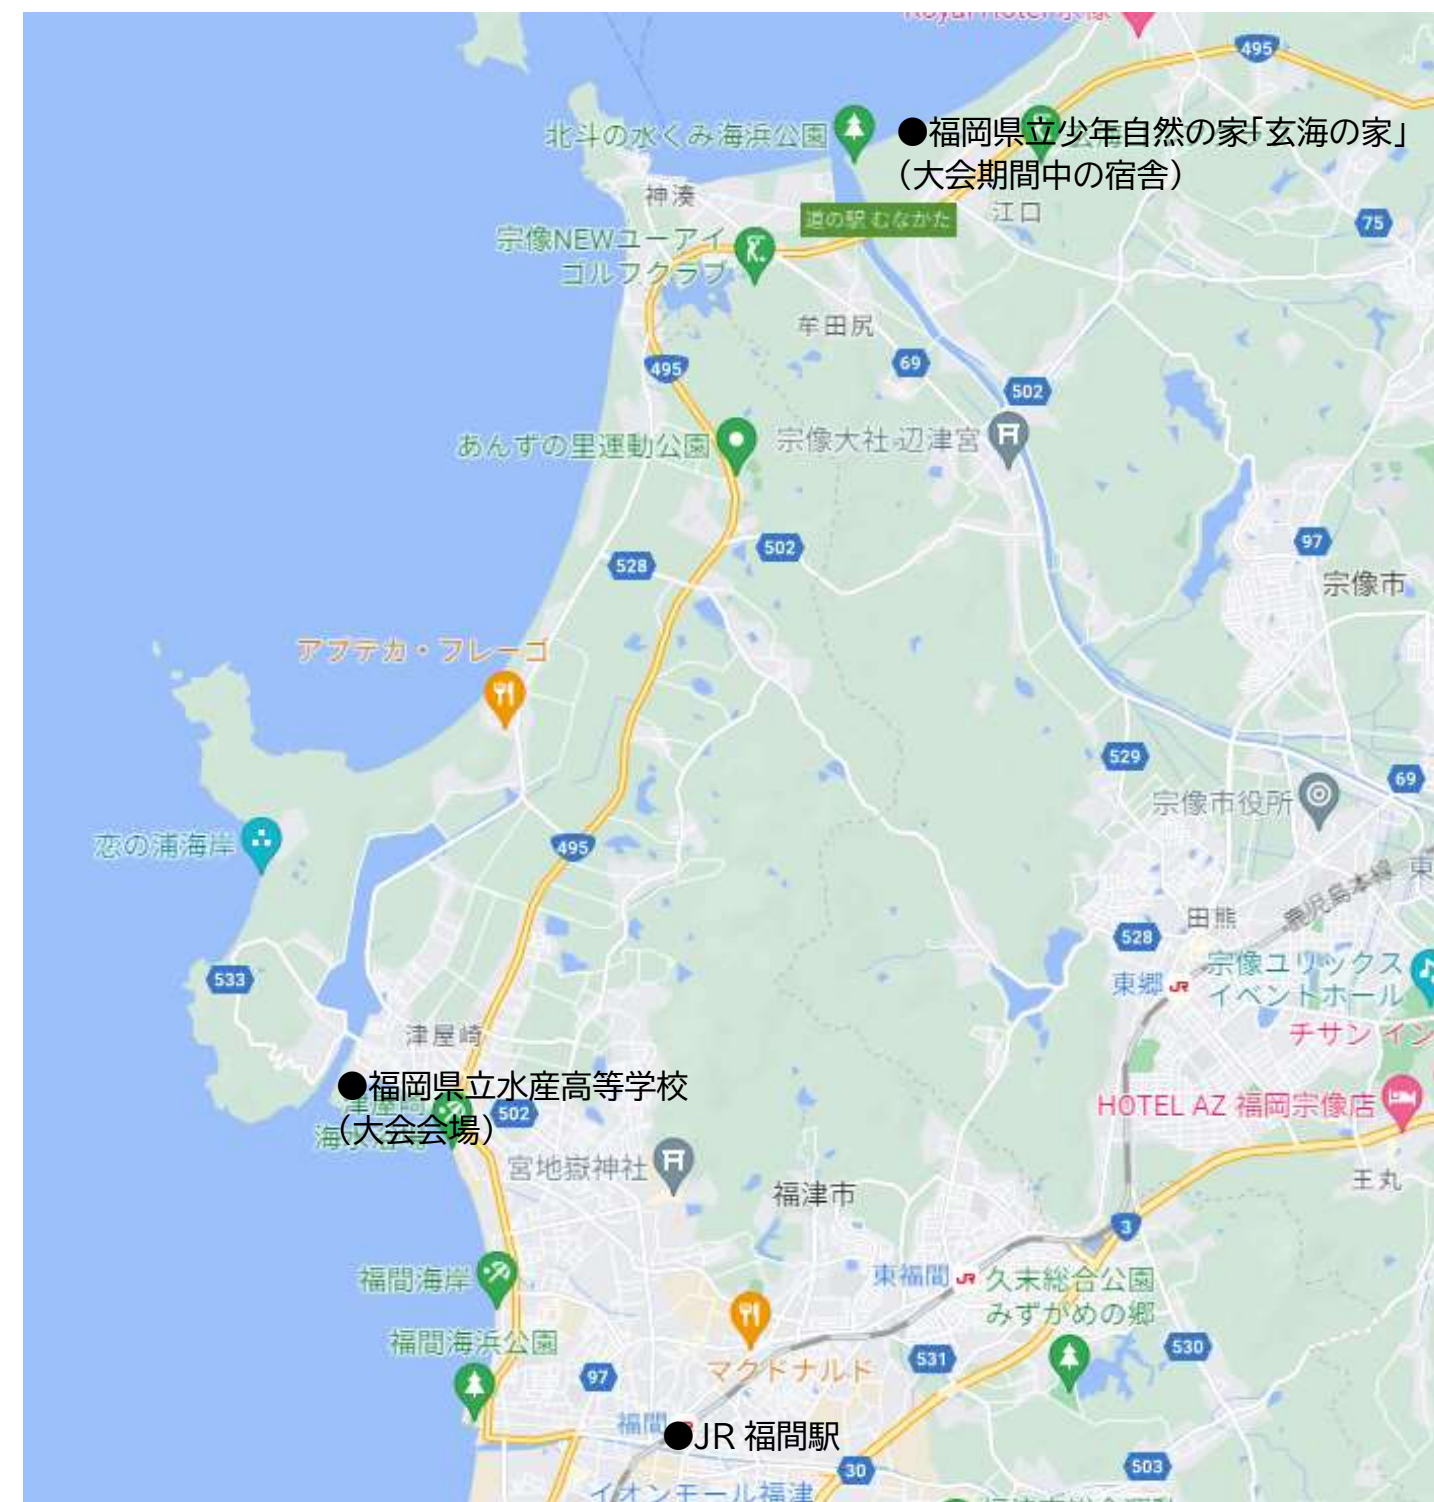 495
北斗の水くみ海浜公園
●福岡県立少年自然の家「玄海の家」
（大会期間中の宿舎）
神湊
道の駅 むなかた
江口
75
宗像NEWユーアイ
ゴルフクラブ
牟田尻
495
69
502
あんずの里運動公園
宗像大社 辺津宮
528
502
97
宗像市
アプテカ・フレーゴ
529
69
宗像市役所
恋の浦海岸
495
鹿児島本線
東
田熊
528
533
東郷
JR
宗像ユリックス
イベントホール
チサン イン
津屋崎
●福岡県立水産高等学校
（大会会場）
502
HOTEL AZ 福岡宗像店
宮地嶽神社
福津市
王丸
3
福間海岸
東福間
JR
久末総合公園
みずがめの郷
福間海浜公園
マクドナルド
531
530
97
福間
●JR 福間駅
30
503
イオンモール福津